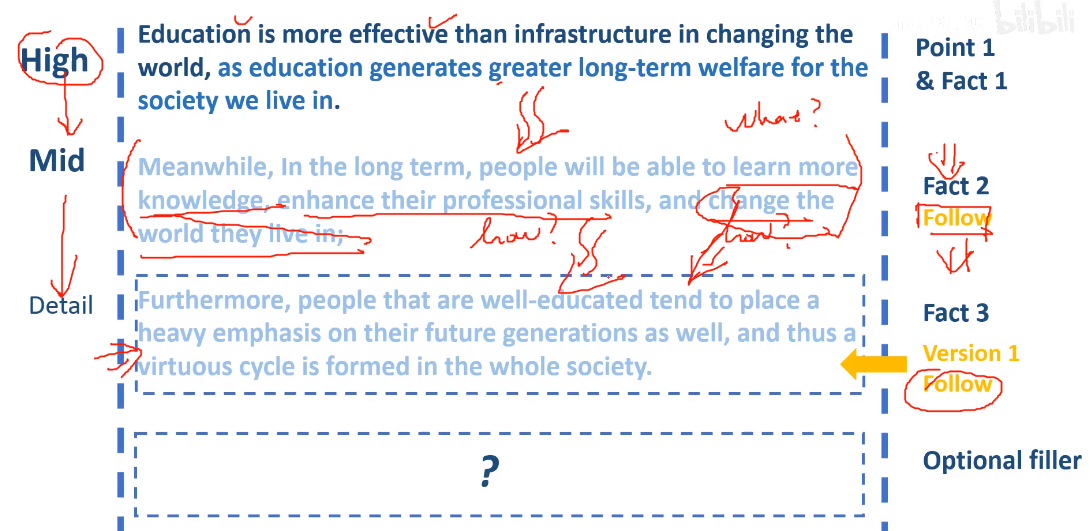 bilibili
High
Education is more effective than infrastructure in changing the
world, as education generates greater long-term welfare for the
society we live in.
Point 1
& Fact 1
what?
Mid
Meanwhile, In the long term, people will be able to learn more
knowledge, enhance their professional skills, and change the
world they live in;
how?
how?
Fact 2
Follow
Detail
Furthermore, people that are well-educated tend to place a
heavy emphasis on their future generations as well, and thus a
virtuous cycle is formed in the whole society.
Fact 3
Version 1
Follow
?
Optional filler